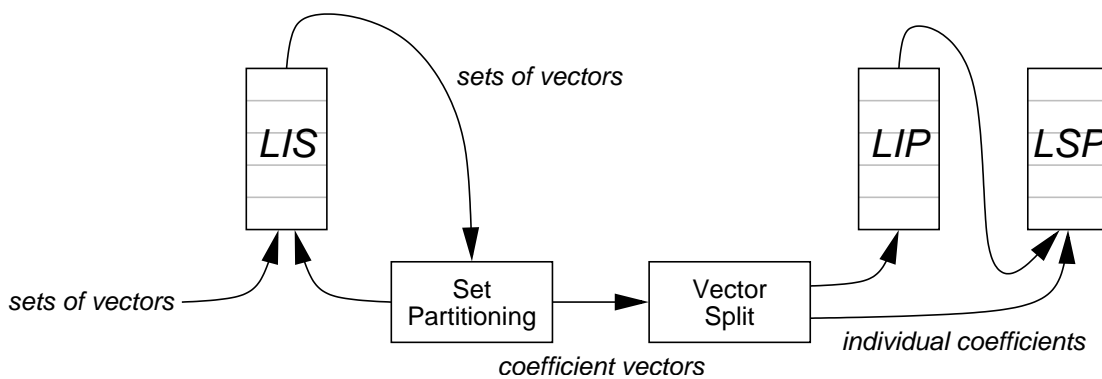 sets of vectors
LIS
LIP
LSP
sets of vectors
Set
Partitioning
Vector
Split
individual coefficients
coefficient vectors